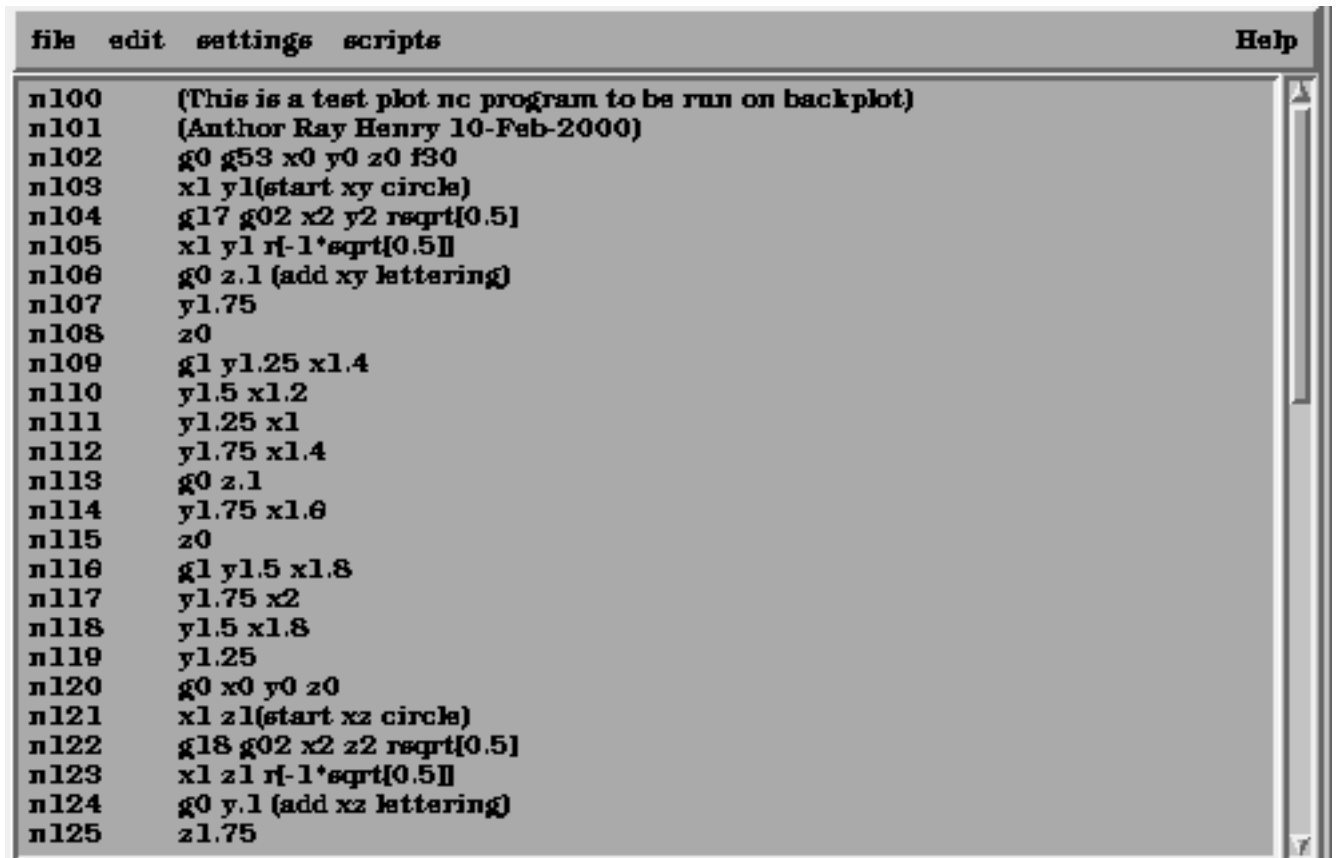 file edit settings scripts Help
n100 (This is a test plot nc program to be run on backplot)
n101 (Author Ray Henry 10-Feb-2000)
n102 g0 g53 x0 y0 z0 f30
n103 x1 y1(start xy circle)
n104 g17 g02 x2 y2 rsqrt[0.5]
n105 x1 y1 r[-1*sqrt[0.5]]
n106 g0 z.1 (add xy lettering)
n107 y1.75
n108 z0
n109 g1 y1.25 x1.4
n110 y1.5 x1.2
n111 y1.25 x1
n112 y1.75 x1.4
n113 g0 z.1
n114 y1.75 x1.6
n115 z0
n116 g1 y1.5 x1.8
n117 y1.75 x2
n118 y1.5 x1.8
n119 y1.25
n120 g0 x0 y0 z0
n121 x1 z1(start xz circle)
n122 g18 g02 x2 z2 rsqrt[0.5]
n123 x1 z1 r[-1*sqrt[0.5]]
n124 g0 y.1 (add xz lettering)
n125 z1.75